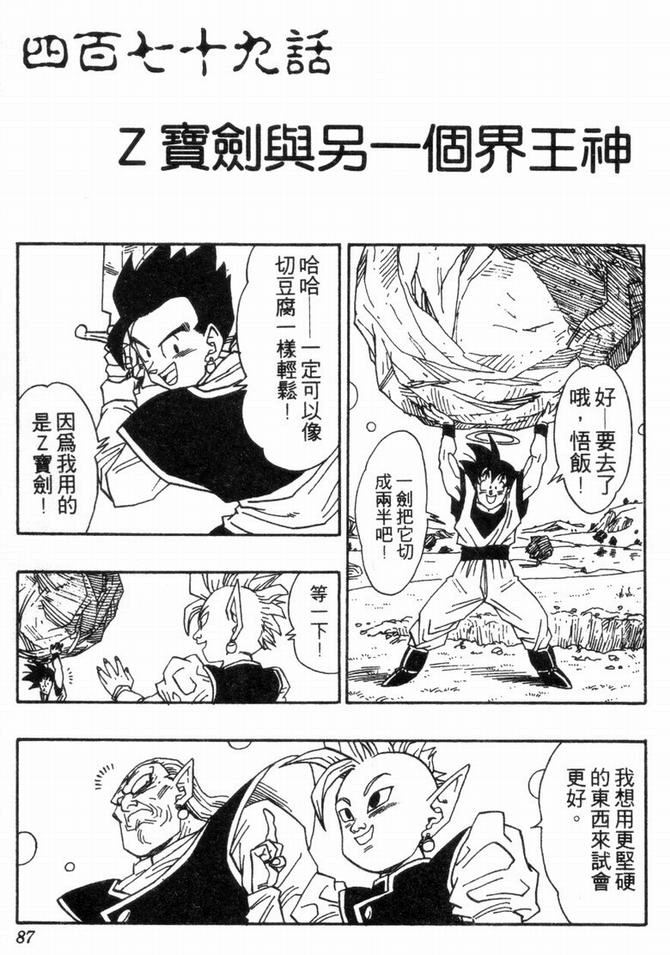 四百七十九話
Z寶劍與另一個界王神
好─要去了
哦，悟飯！
一劍把它切
成兩半吧！
哈哈─一定可以像
切豆腐一樣輕鬆！
因爲我用的
是Z寶劍！
等一下！
我想用更堅硬
的東西來試會
更好。
87